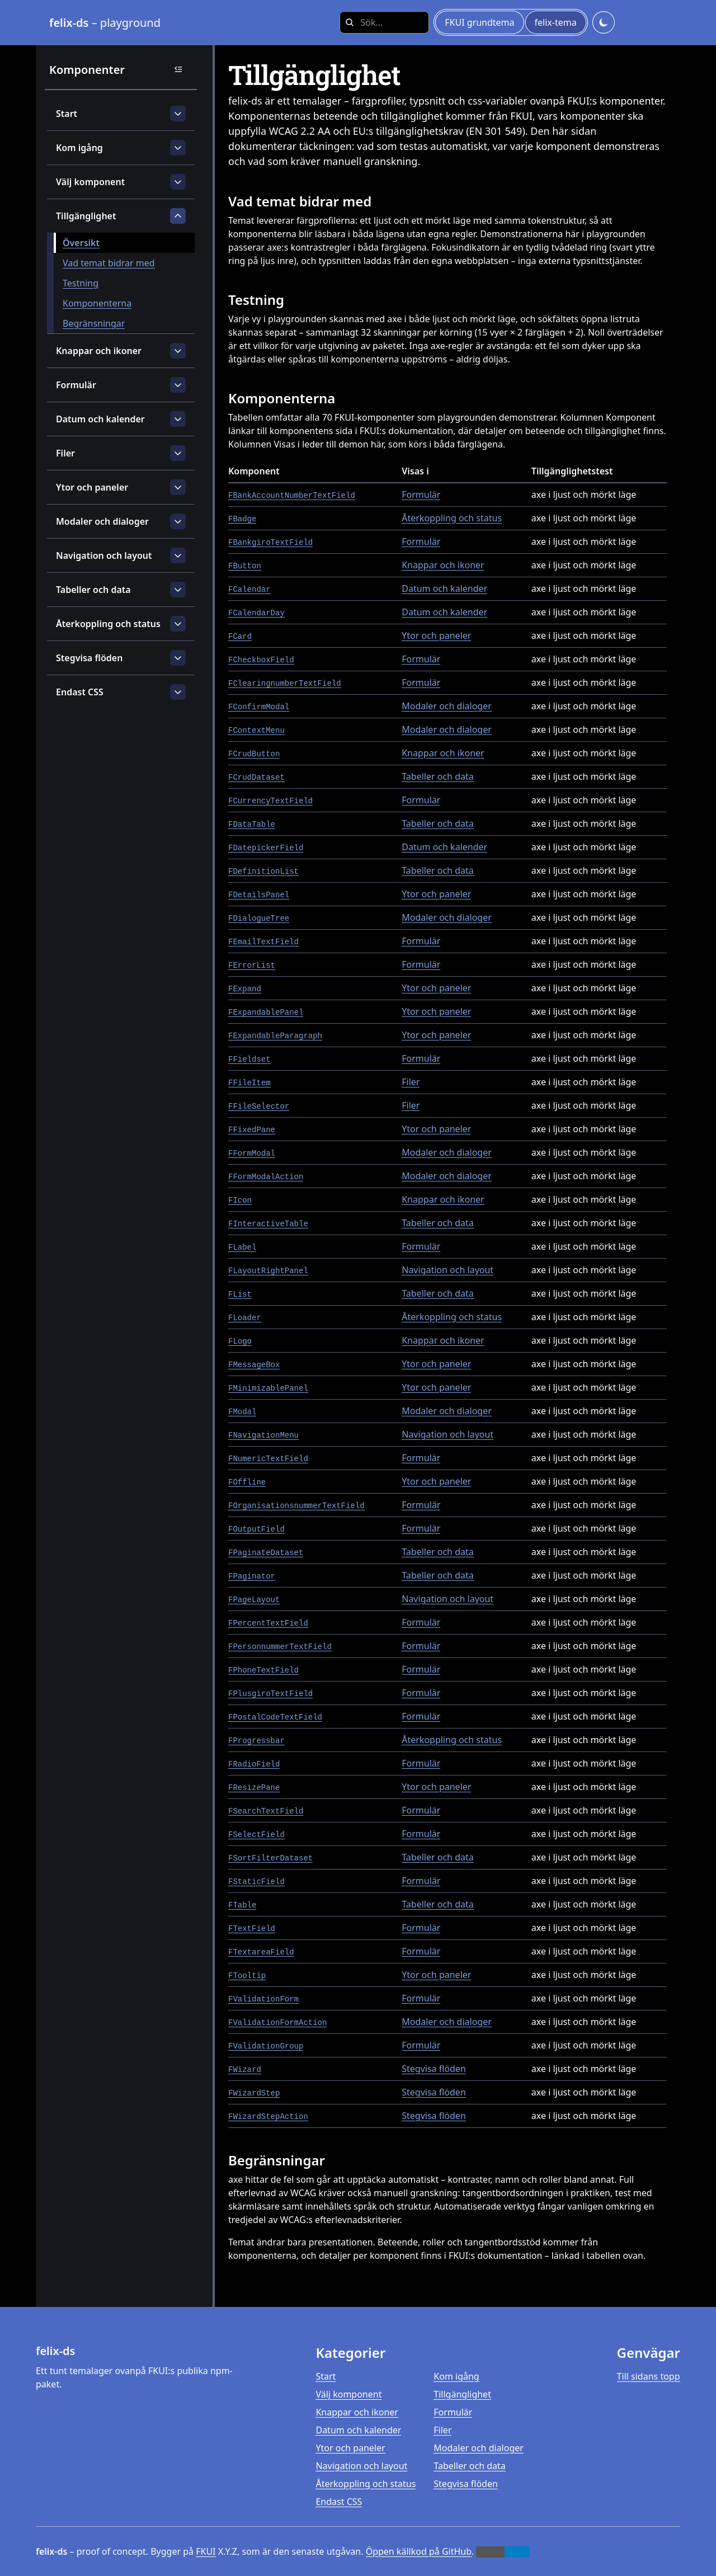 felix-ds – playground
Sök...
FKUI grundtema
felix-tema
Komponenter
Start
Kom igång
Välj komponent
Tillgänglighet
Översikt
Vad temat bidrar med
Testning
Komponenterna
Begränsningar
Knappar och ikoner
Formulär
Datum och kalender
Filer
Ytor och paneler
Modaler och dialoger
Navigation och layout
Tabeller och data
Återkoppling och status
Stegvisa flöden
Endast CSS
Tillgänglighet
felix-ds är ett temalager – färgprofiler, typsnitt och css-variabler ovanpå FKUI:s komponenter.
Komponenternas beteende och tillgänglighet kommer från FKUI, vars komponenter ska
uppfylla WCAG 2.2 AA och EU:s tillgänglighetskrav (EN 301 549). Den här sidan
dokumenterar täckningen: vad som testas automatiskt, var varje komponent demonstreras
och vad som kräver manuell granskning.
Vad temat bidrar med
Temat levererar färgprofilerna: ett ljust och ett mörkt läge med samma tokenstruktur, så att
komponenterna blir läsbara i båda lägena utan egna regler. Demonstrationerna här i playgrounden
passerar axe:s kontrastregler i båda färglägena. Fokusindikatorn är en tydlig tvådelad ring (svart yttre
ring på ljus inre), och typsnitten laddas från den egna webbplatsen – inga externa typsnittstjänster.
Testning
Varje vy i playgrounden skannas med axe i både ljust och mörkt läge, och sökfältets öppna listruta
skannas separat – sammanlagt 32 skanningar per körning (15 vyer × 2 färglägen + 2). Noll överträdelser
är ett villkor för varje utgivning av paketet. Inga axe-regler är avstängda: ett fel som dyker upp ska
åtgärdas eller spåras till komponenterna uppströms – aldrig döljas.
Komponenterna
Tabellen omfattar alla 70 FKUI-komponenter som playgrounden demonstrerar. Kolumnen Komponent
länkar till komponentens sida i FKUI:s dokumentation, där detaljer om beteende och tillgänglighet finns.
Kolumnen Visas i leder till demon här, som körs i båda färglägena.
Komponent Visas i Tillgänglighetstest
FBankAccountNumberTextField Formulär axe i ljust och mörkt läge
FBadge Återkoppling och status axe i ljust och mörkt läge
FBankgiroTextField Formulär axe i ljust och mörkt läge
FButton Knappar och ikoner axe i ljust och mörkt läge
FCalendar Datum och kalender axe i ljust och mörkt läge
FCalendarDay Datum och kalender axe i ljust och mörkt läge
FCard Ytor och paneler axe i ljust och mörkt läge
FCheckboxField Formulär axe i ljust och mörkt läge
FClearingnumberTextField Formulär axe i ljust och mörkt läge
FConfirmModal Modaler och dialoger axe i ljust och mörkt läge
FContextMenu Modaler och dialoger axe i ljust och mörkt läge
FCrudButton Knappar och ikoner axe i ljust och mörkt läge
FCrudDataset Tabeller och data axe i ljust och mörkt läge
FCurrencyTextField Formulär axe i ljust och mörkt läge
FDataTable Tabeller och data axe i ljust och mörkt läge
FDatepickerField Datum och kalender axe i ljust och mörkt läge
FDefinitionList Tabeller och data axe i ljust och mörkt läge
FDetailsPanel Ytor och paneler axe i ljust och mörkt läge
FDialogueTree Modaler och dialoger axe i ljust och mörkt läge
FEmailTextField Formulär axe i ljust och mörkt läge
FErrorList Formulär axe i ljust och mörkt läge
FExpand Ytor och paneler axe i ljust och mörkt läge
FExpandablePanel Ytor och paneler axe i ljust och mörkt läge
FExpandableParagraph Ytor och paneler axe i ljust och mörkt läge
FFieldset Formulär axe i ljust och mörkt läge
FFileItem Filer axe i ljust och mörkt läge
FFileSelector Filer axe i ljust och mörkt läge
FFixedPane Ytor och paneler axe i ljust och mörkt läge
FFormModal Modaler och dialoger axe i ljust och mörkt läge
FFormModalAction Modaler och dialoger axe i ljust och mörkt läge
FIcon Knappar och ikoner axe i ljust och mörkt läge
FInteractiveTable Tabeller och data axe i ljust och mörkt läge
FLabel Formulär axe i ljust och mörkt läge
FLayoutRightPanel Navigation och layout axe i ljust och mörkt läge
FList Tabeller och data axe i ljust och mörkt läge
FLoader Återkoppling och status axe i ljust och mörkt läge
FLogo Knappar och ikoner axe i ljust och mörkt läge
FMessageBox Ytor och paneler axe i ljust och mörkt läge
FMinimizablePanel Ytor och paneler axe i ljust och mörkt läge
FModal Modaler och dialoger axe i ljust och mörkt läge
FNavigationMenu Navigation och layout axe i ljust och mörkt läge
FNumericTextField Formulär axe i ljust och mörkt läge
FOffline Ytor och paneler axe i ljust och mörkt läge
FOrganisationsnummerTextField Formulär axe i ljust och mörkt läge
FOutputField Formulär axe i ljust och mörkt läge
FPaginateDataset Tabeller och data axe i ljust och mörkt läge
FPaginator Tabeller och data axe i ljust och mörkt läge
FPageLayout Navigation och layout axe i ljust och mörkt läge
FPercentTextField Formulär axe i ljust och mörkt läge
FPersonnummerTextField Formulär axe i ljust och mörkt läge
FPhoneTextField Formulär axe i ljust och mörkt läge
FPlusgiroTextField Formulär axe i ljust och mörkt läge
FPostalCodeTextField Formulär axe i ljust och mörkt läge
FProgressbar Återkoppling och status axe i ljust och mörkt läge
FRadioField Formulär axe i ljust och mörkt läge
FResizePane Ytor och paneler axe i ljust och mörkt läge
FSearchTextField Formulär axe i ljust och mörkt läge
FSelectField Formulär axe i ljust och mörkt läge
FSortFilterDataset Tabeller och data axe i ljust och mörkt läge
FStaticField Formulär axe i ljust och mörkt läge
FTable Tabeller och data axe i ljust och mörkt läge
FTextField Formulär axe i ljust och mörkt läge
FTextareaField Formulär axe i ljust och mörkt läge
FTooltip Ytor och paneler axe i ljust och mörkt läge
FValidationForm Formulär axe i ljust och mörkt läge
FValidationFormAction Modaler och dialoger axe i ljust och mörkt läge
FValidationGroup Formulär axe i ljust och mörkt läge
FWizard Stegvisa flöden axe i ljust och mörkt läge
FWizardStep Stegvisa flöden axe i ljust och mörkt läge
FWizardStepAction Stegvisa flöden axe i ljust och mörkt läge
Begränsningar
axe hittar de fel som går att upptäcka automatiskt – kontraster, namn och roller bland annat. Full
efterlevnad av WCAG kräver också manuell granskning: tangentbordsordningen i praktiken, test med
skärmläsare samt innehållets språk och struktur. Automatiserade verktyg fångar vanligen omkring en
tredjedel av WCAG:s efterlevnadskriterier.
Temat ändrar bara presentationen. Beteende, roller och tangentbordsstöd kommer från
komponenterna, och detaljer per komponent finns i FKUI:s dokumentation – länkad i tabellen ovan.
felix-ds
Ett tunt temalager ovanpå FKUI:s publika npm-
paket.
Kategorier
Start Kom igång
Välj komponent Tillgänglighet
Knappar och ikoner Formulär
Datum och kalender Filer
Ytor och paneler Modaler och dialoger
Navigation och layout Tabeller och data
Återkoppling och status Stegvisa flöden
Endast CSS
Genvägar
Till sidans topp
felix-ds – proof of concept. Bygger på FKUI X.Y.Z, som är den senaste utgåvan. Öppen källkod på GitHub.